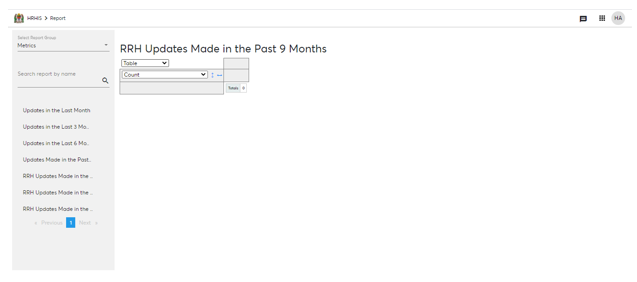 iHRHIS > Report
HA
Select Report Group
Metrics
Search report by name
Updates in the Last Month
Updates in the Last 3 Mo..
Updates in the Last 6 Mo..
Updates Made in the Past..
RRH Updates Made in the ..
RRH Updates Made in the ..
RRH Updates Made in the ..
« Previous 1 Next »
RRH Updates Made in the Past 9 Months
Table
Count
Totals 0